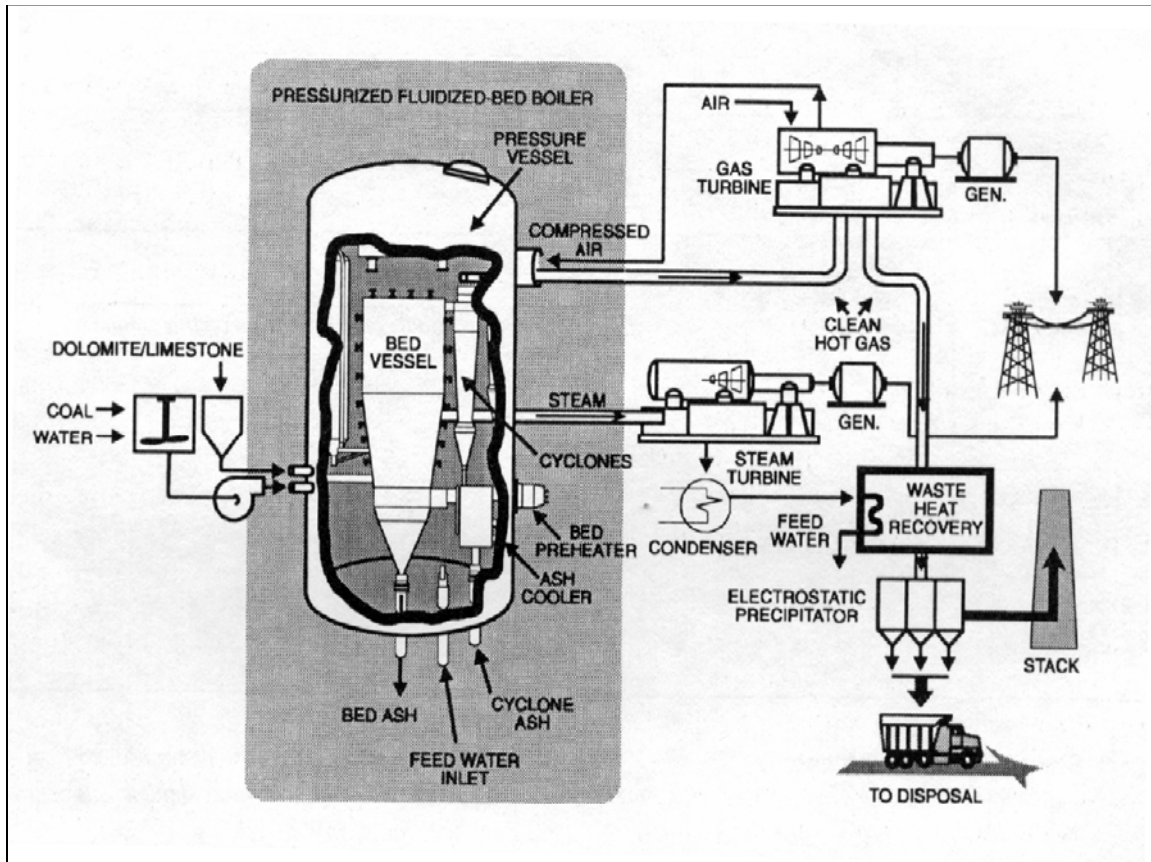 PRESSURIZED FLUIDIZED-BED BOILER
PRESSURE
VESSEL
COMPRESSED
AIR
AIR
GAS
TURBINE
GEN.
CLEAN
HOT GAS
DOLOMITE/LIMESTONE
COAL
WATER
BED
VESSEL
STEAM
CYCLONES
GEN.
STEAM
TURBINE
BED
PREHEATER
CONDENSER
FEED
WATER
WASTE
HEAT
RECOVERY
ASH
COOLER
ELECTROSTATIC
PRECIPITATOR
STACK
BED ASH
CYCLONE
ASH
FEED WATER
INLET
TO DISPOSAL